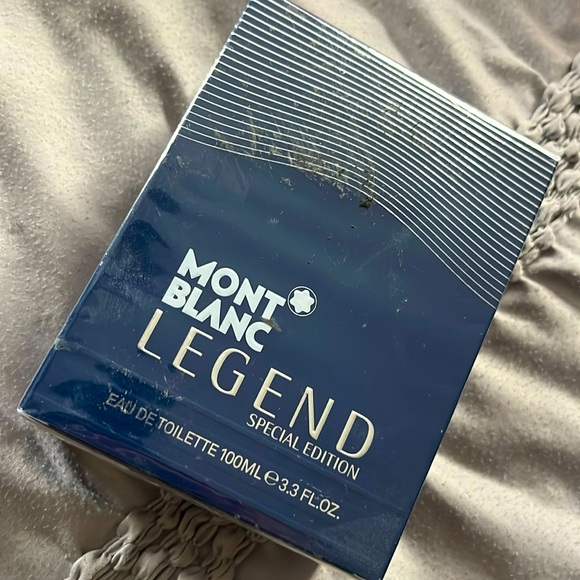 MONT
BLANC
LEGEND
SPECIAL EDITION
EAU DE TOILETTE 100ML ℮ 3.3 FL.OZ.